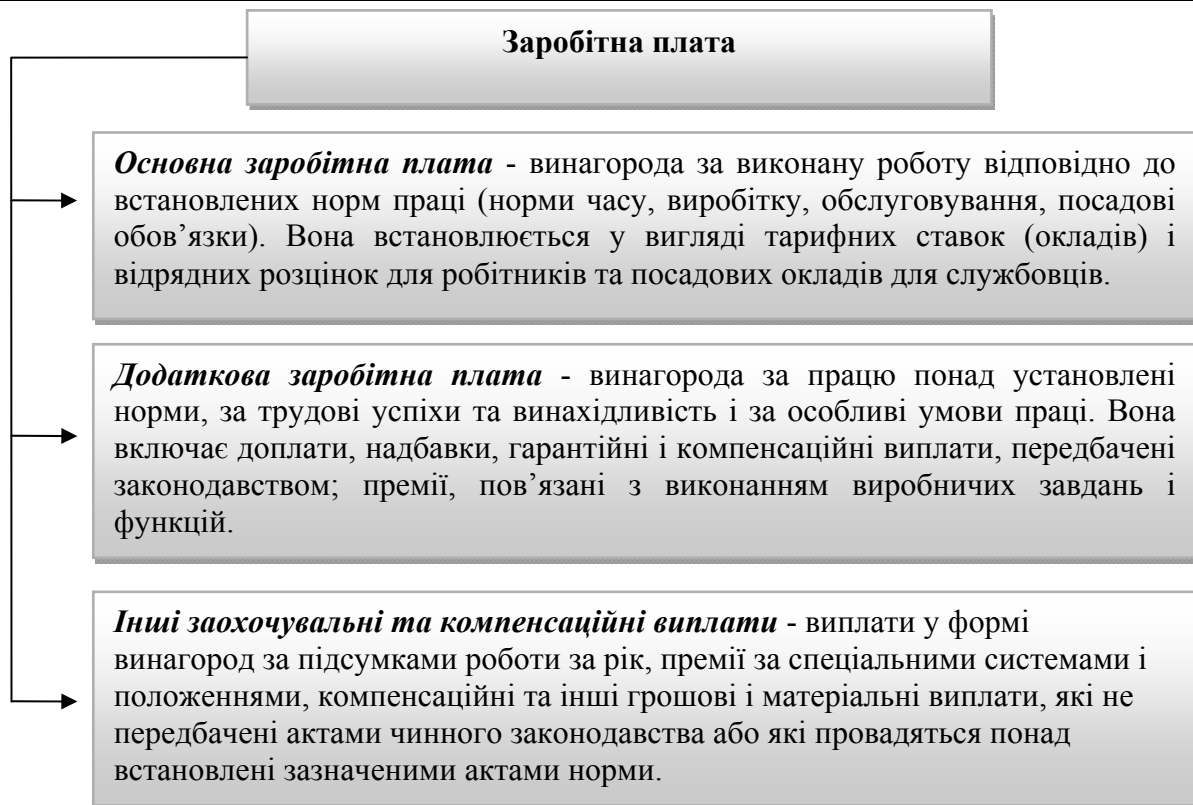 Заробітна плата
Основна заробітна плата - винагорода за виконану роботу відповідно до
встановлених норм праці (норми часу, виробітку, обслуговування, посадові
обов’язки). Вона встановлюється у вигляді тарифних ставок (окладів) і
відрядних розцінок для робітників та посадових окладів для службовців.
Додаткова заробітна плата - винагорода за працю понад установлені
норми, за трудові успіхи та винахідливість і за особливі умови праці. Вона
включає доплати, надбавки, гарантійні і компенсаційні виплати, передбачені
законодавством; премії, пов’язані з виконанням виробничих завдань і
функцій.
Інші заохочувальні та компенсаційні виплати - виплати у формі
винагород за підсумками роботи за рік, премії за спеціальними системами і
положеннями, компенсаційні та інші грошові і матеріальні виплати, які не
передбачені актами чинного законодавства або які провадяться понад
встановлені зазначеними актами норми.